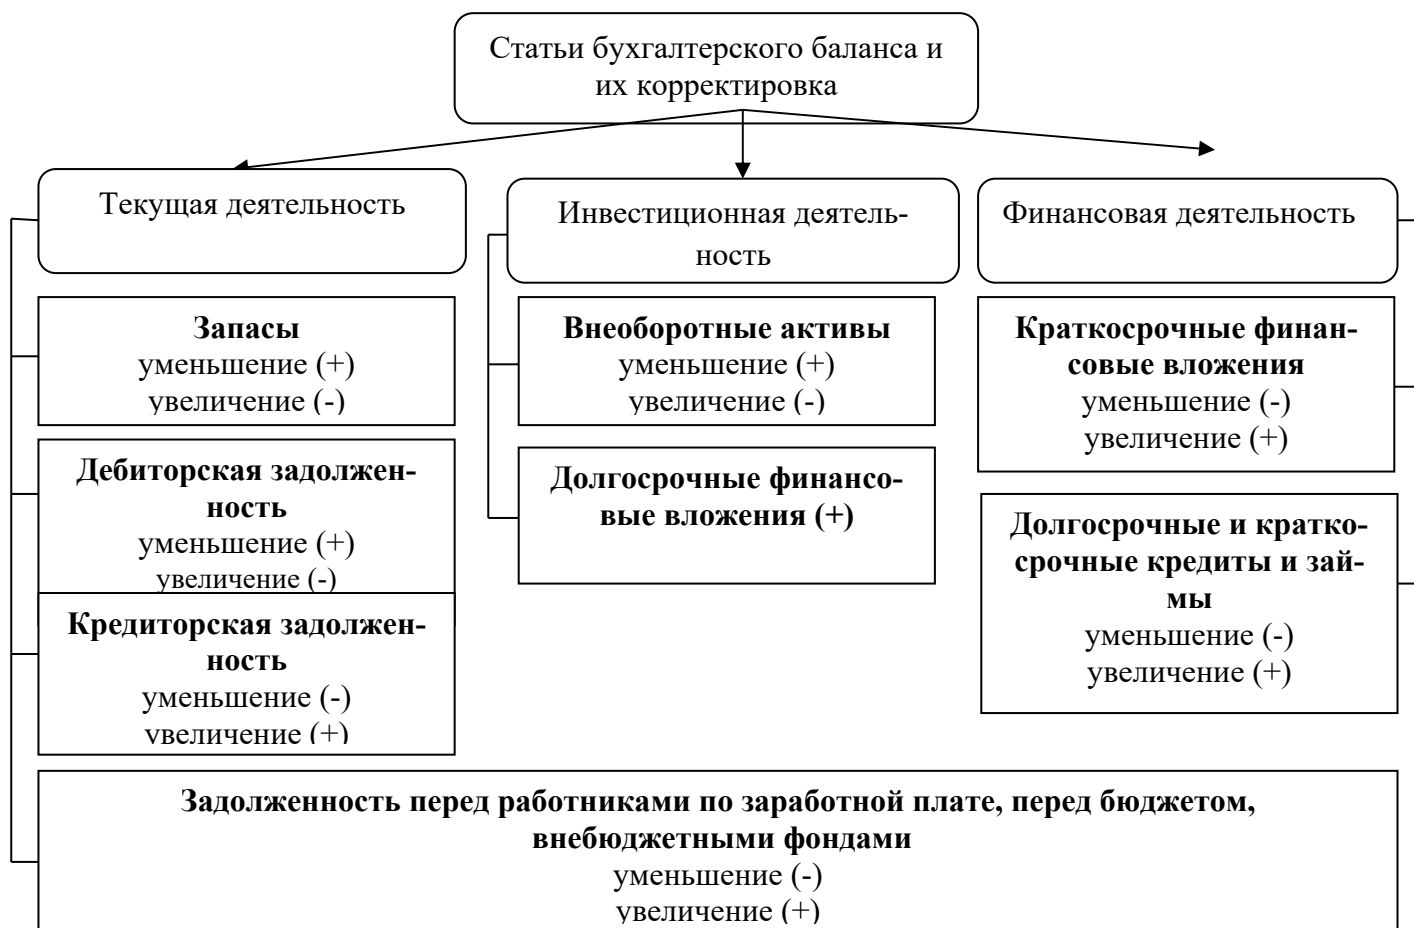 Статьи бухгалтерского баланса и
их корректировка
Текущая деятельность
Инвестиционная деятель-
ность
Финансовая деятельность
Запасы
уменьшение (+)
увеличение (-)
Дебиторская задолжен-
ность
уменьшение (+)
увеличение (-)
Кредиторская задолжен-
ность
уменьшение (-)
увеличение (+)
Внеоборотные активы
уменьшение (+)
увеличение (-)
Долгосрочные финансо-
вые вложения (+)
Краткосрочные финан-
совые вложения
уменьшение (-)
увеличение (+)
Долгосрочные и кратко-
срочные кредиты и зай-
мы
уменьшение (-)
увеличение (+)
Задолженность перед работниками по заработной плате, перед бюджетом,
внебюджетными фондами
уменьшение (-)
увеличение (+)